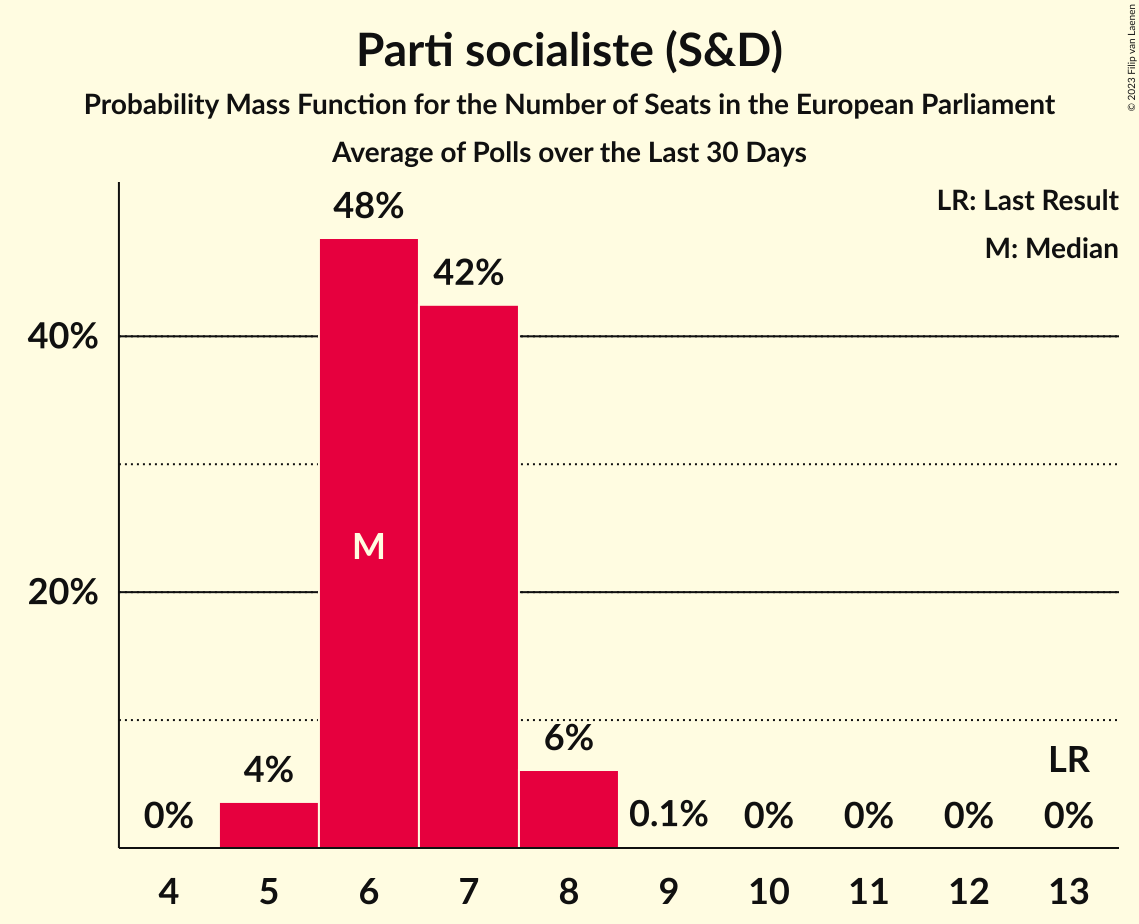 Parti socialiste (S&D)
Probability Mass Function for the Number of Seats in the European Parliament
Average of Polls over the Last 30 Days
© 2023 Filip van Laenen
LR: Last Result
M: Median
48%
42%
40%
M
20%
6%
4%
LR
0%
0.1%
0%
0%
0%
0%
4 5 6 7 8 9 10 11 12 13